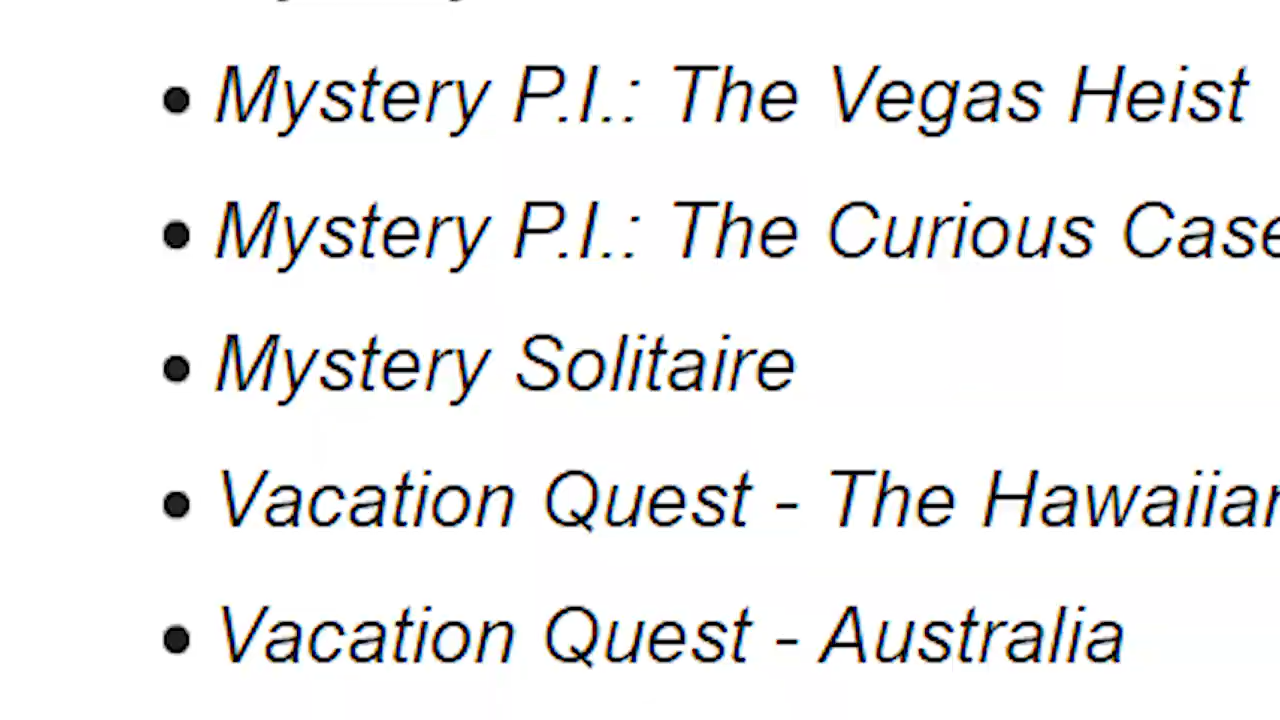 • Mystery P.I.: The Vegas Heist
• Mystery P.I.: The Curious Case
• Mystery Solitaire
• Vacation Quest - The Hawaiian
• Vacation Quest - Australia